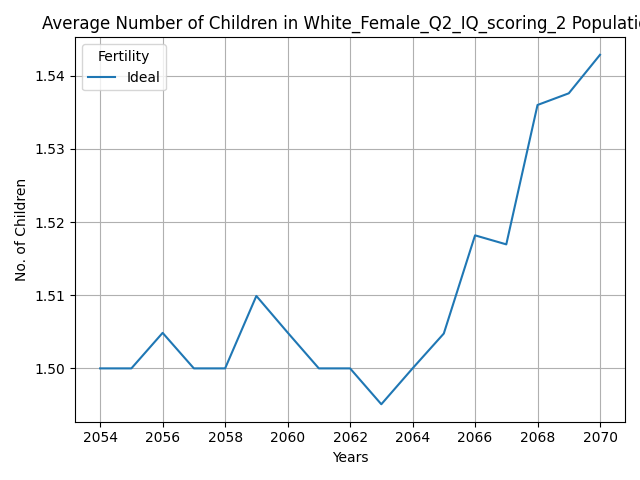 Average Number of Children in White_Female_Q2_IQ_scoring_2 Populatio
Fertility
Ideal
1.54
1.53
1.52
1.51
1.50
No. of Children
2054 2056 2058 2060 2062 2064 2066 2068 2070
Years